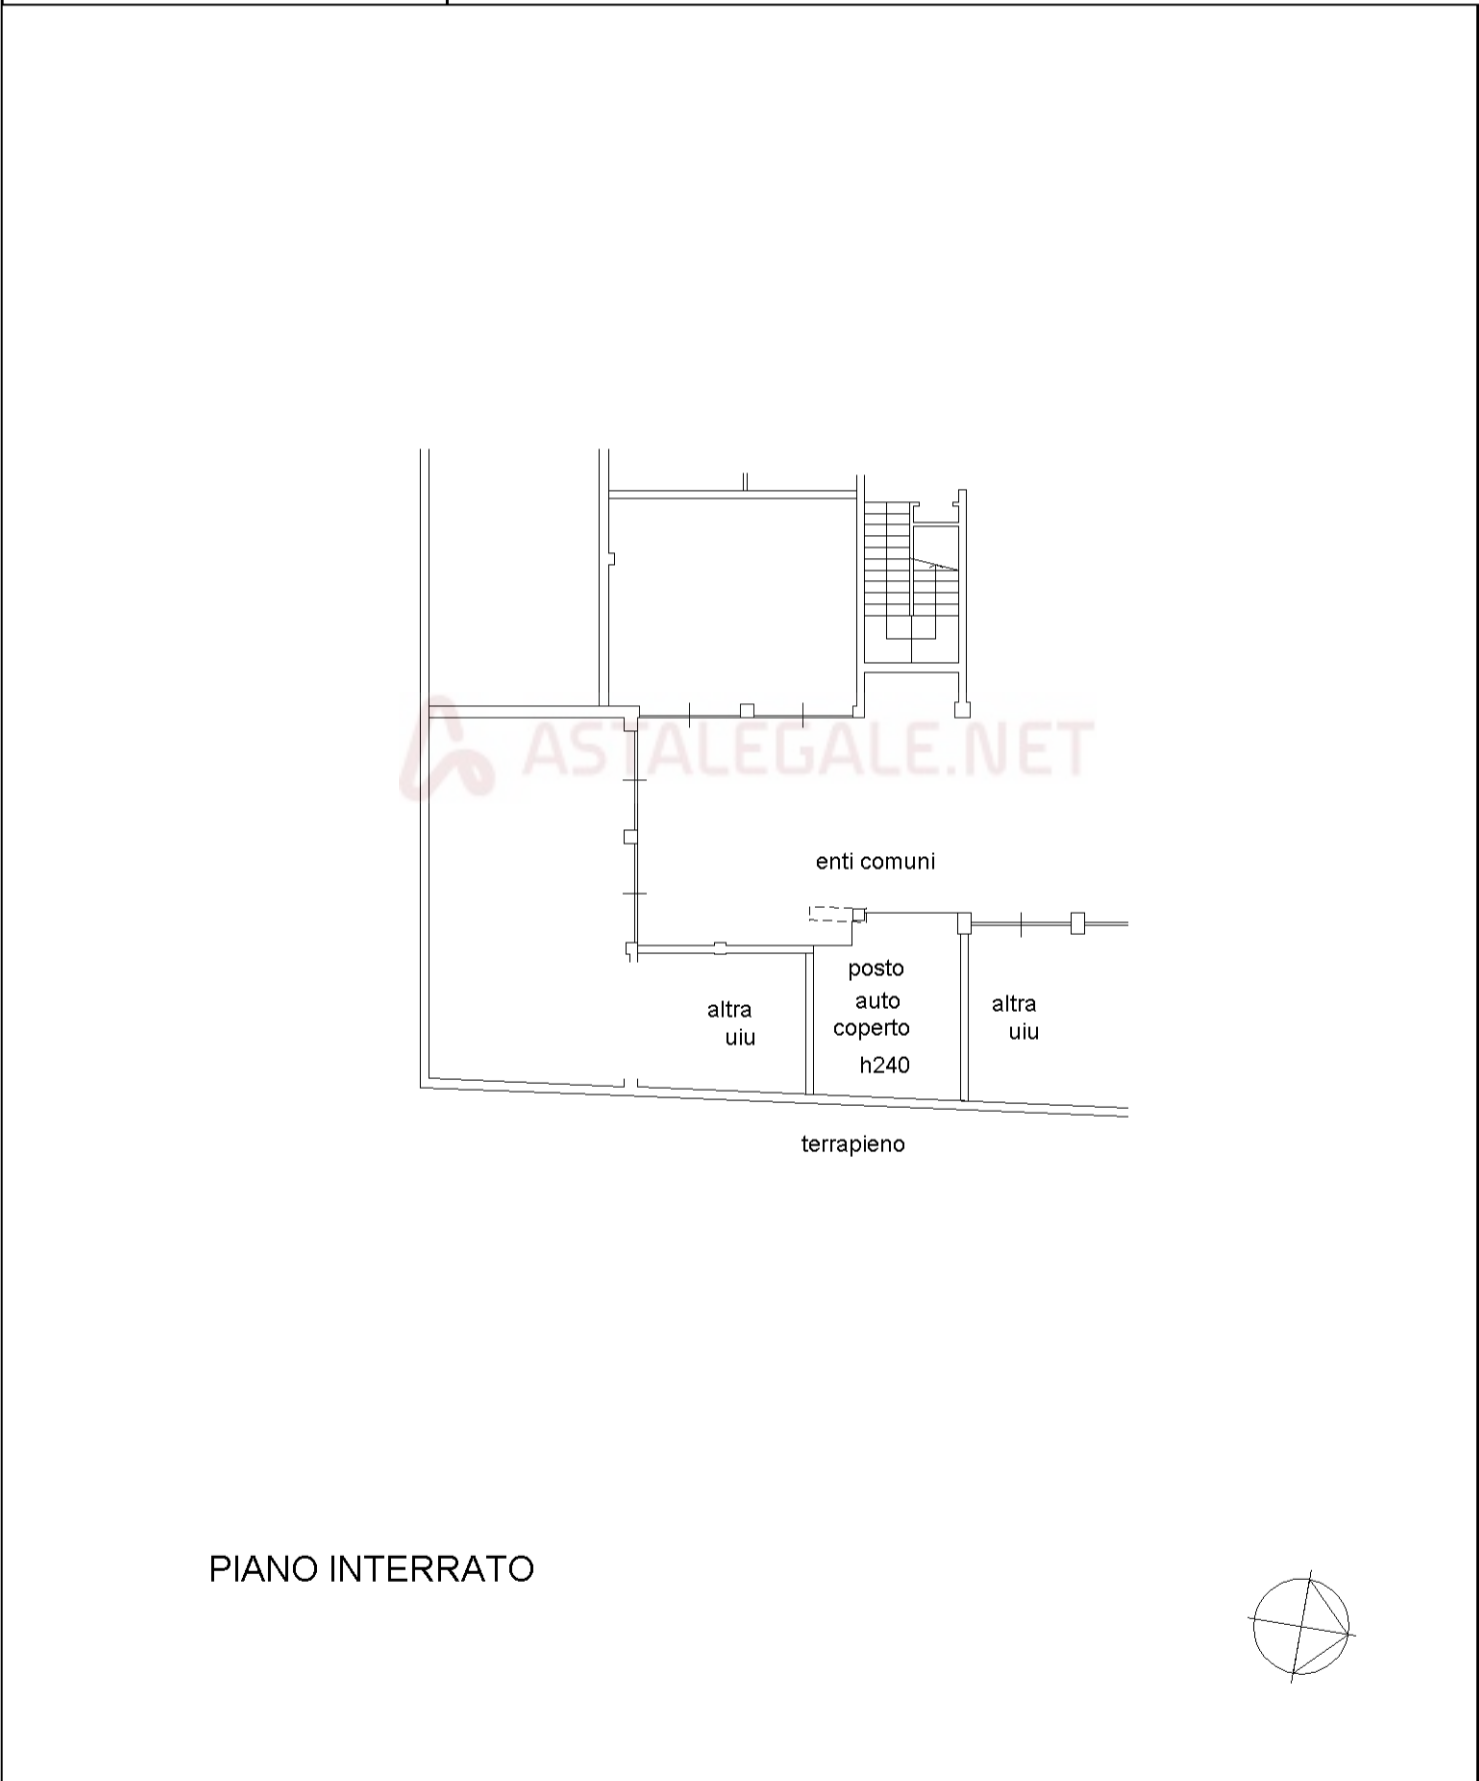 ASTALEGALE.NET
enti comuni
posto
auto
coperto
h240
altra
uiu
altra
uiu
terrapieno
PIANO INTERRATO